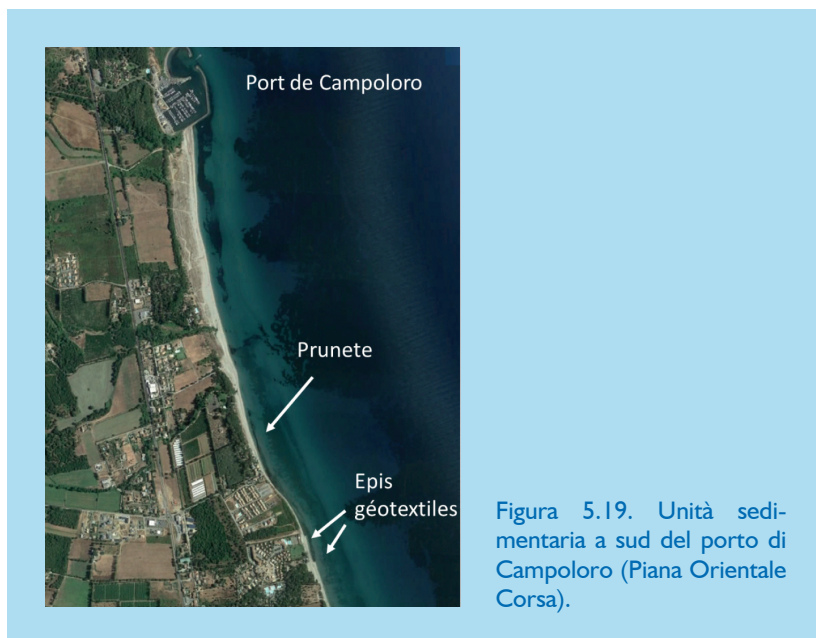 Port de Campoloro
Prunete
Epis
géotextiles
Figura 5.19. Unità sedi-
mentaria a sud del porto di
Campoloro (Piana Orientale
Corsa).